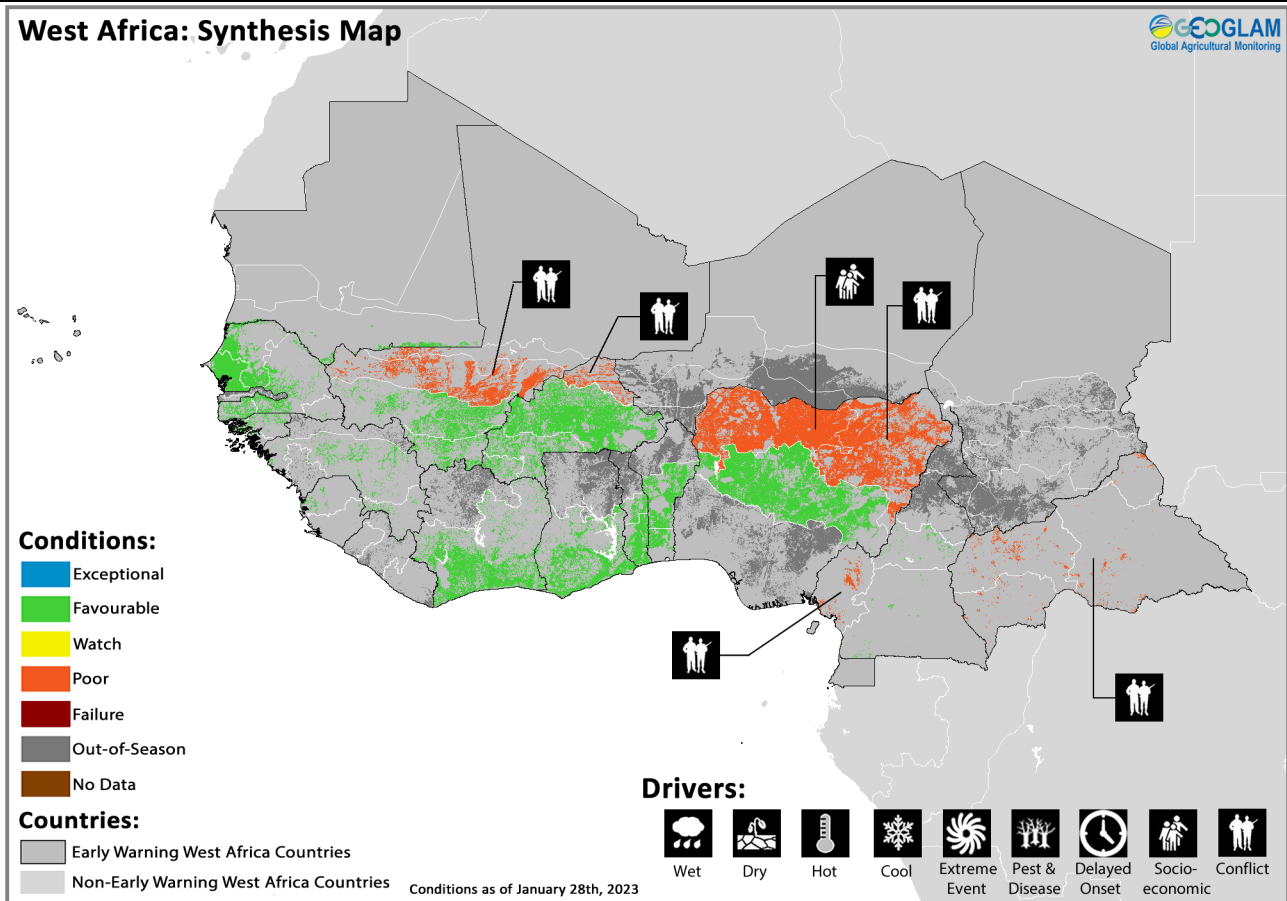 West Africa: Synthesis Map
GEOGLAM
Global Agricultural Monitoring
Conditions:
Exceptional
Favourable
Watch
Poor
Failure
Out-of-Season
No Data
Countries:
Early Warning West Africa Countries
Non-Early Warning West Africa Countries
Conditions as of January 28th, 2023
Drivers:
Wet
Dry
Hot
Cool
Extreme
Event
Pest &
Disease
Delayed
Onset
Socio-
economic
Conflict